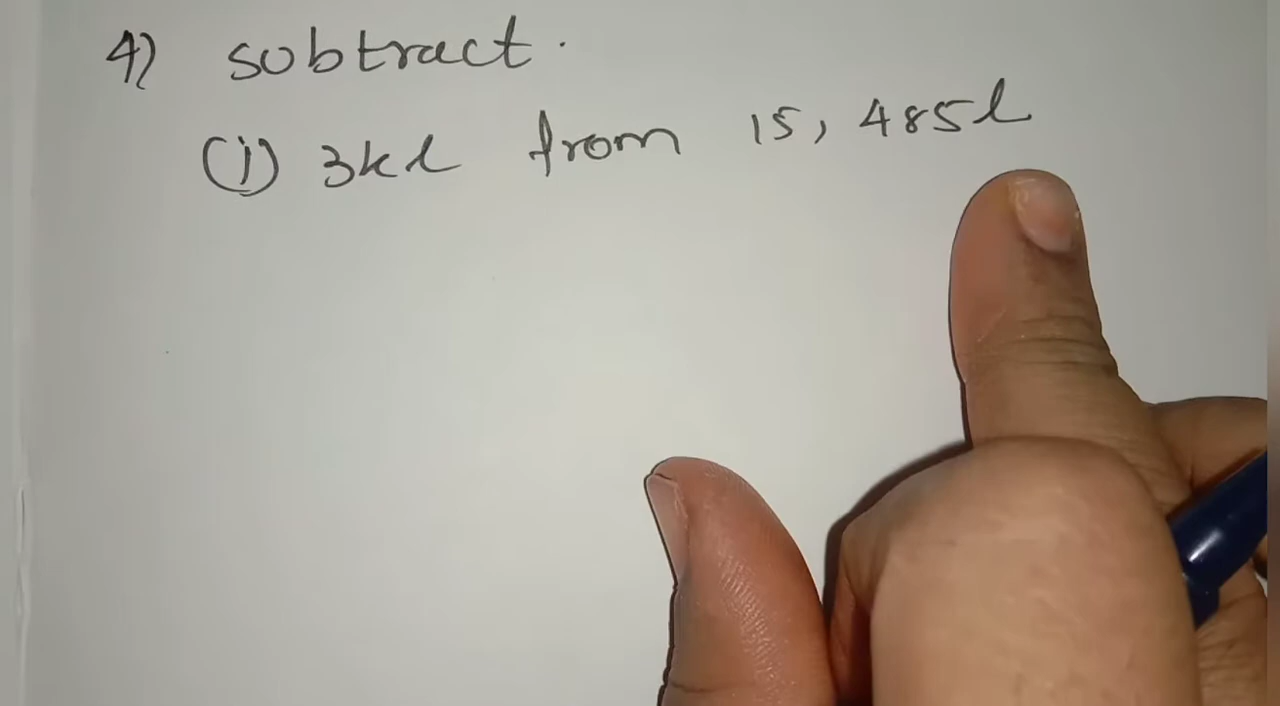 4) subtract.
(i) 3kl from 15, 485l